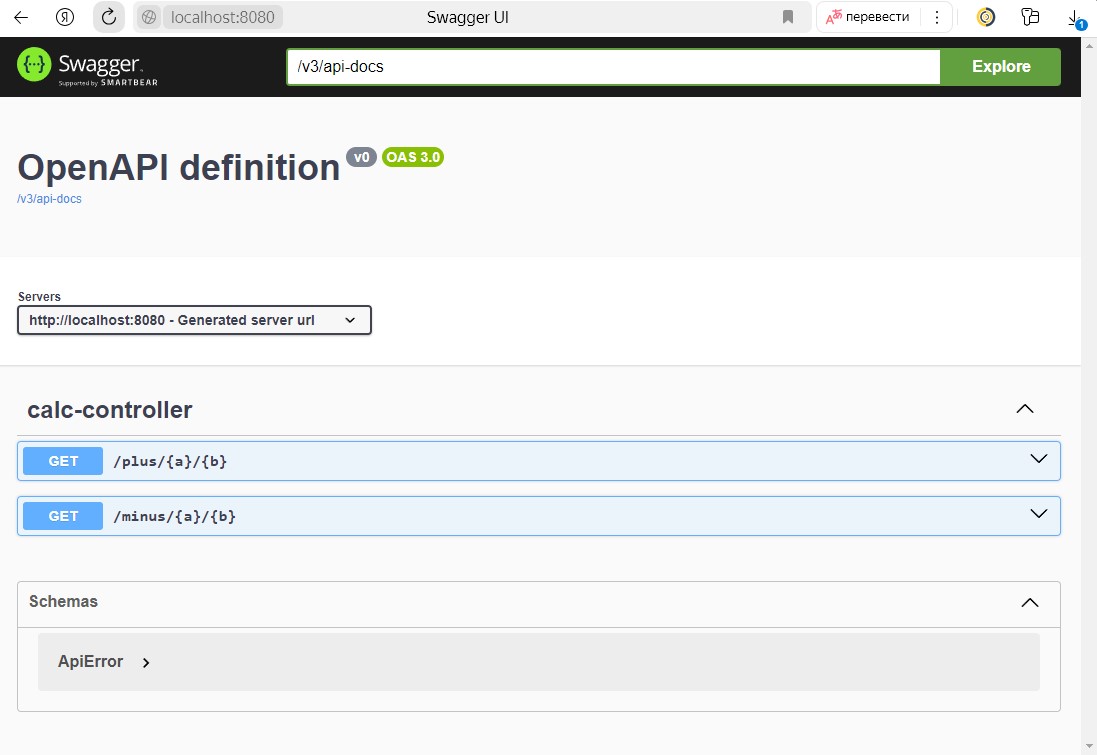 Я
localhost:8080
Swagger UI
перевести
1
{···} Swagger.
Supported by SMARTBEAR
/v3/api-docs
Explore
OpenAPI definition v0 OAS 3.0
/v3/api-docs
Servers
http://localhost:8080 - Generated server url
calc-controller
GET /plus/{a}/{b}
GET /minus/{a}/{b}
Schemas
ApiError